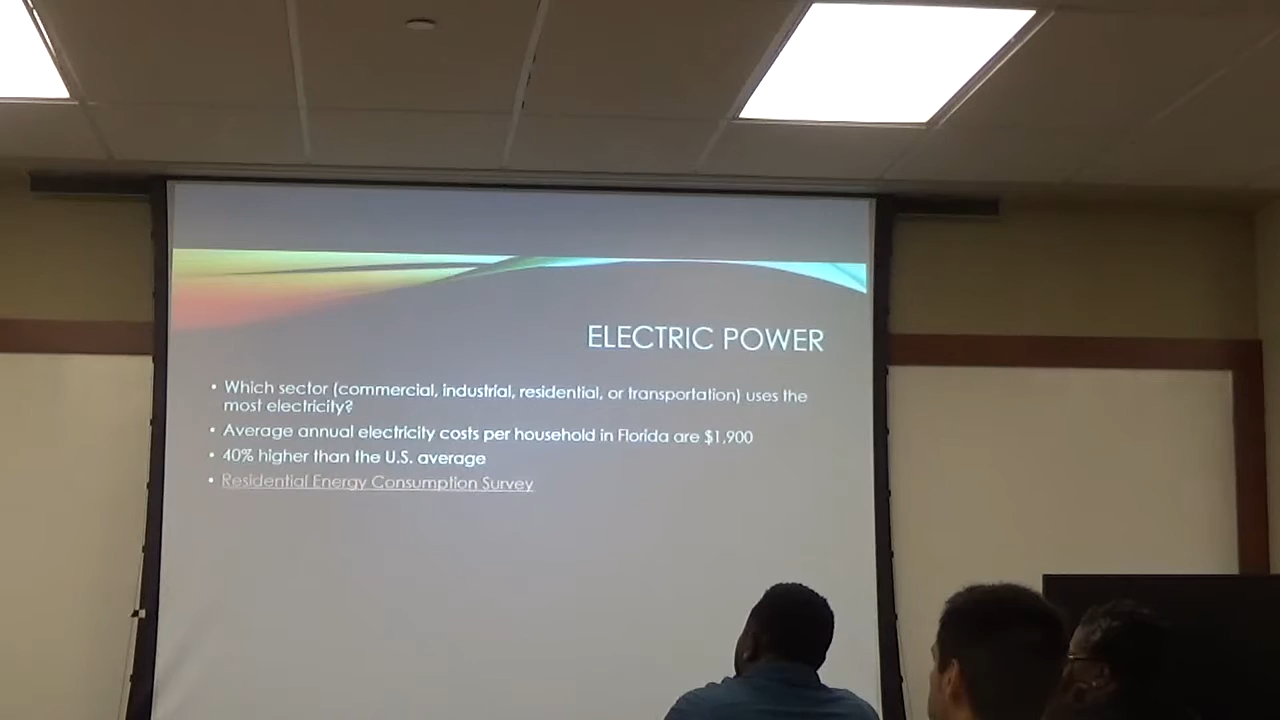 ELECTRIC POWER
• Which sector (commercial, industrial, residential, or transportation) uses the
most electricity?
• Average annual electricity costs per household in Florida are $1,900
• 40% higher than the U.S. average
• Residential Energy Consumption Survey